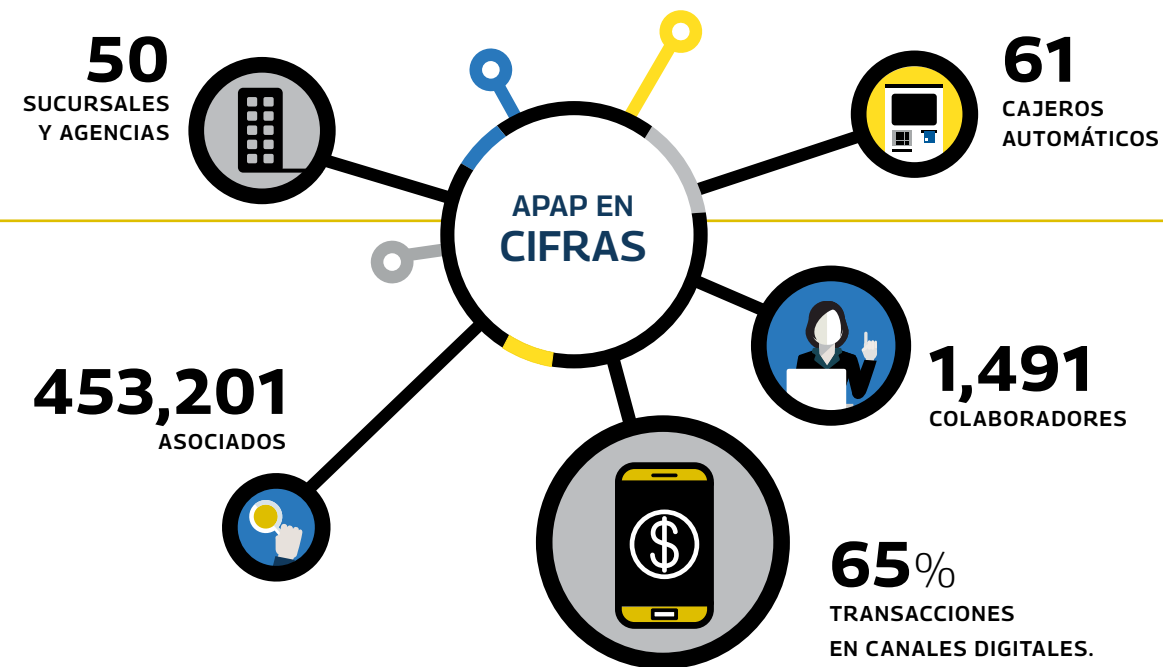 50
SUCURSALES
Y AGENCIAS
61
CAJEROS
AUTOMÁTICOS
APAP EN
CIFRAS
453,201
ASOCIADOS
1,491
COLABORADORES
$
65%
TRANSACCIONES
EN CANALES DIGITALES.